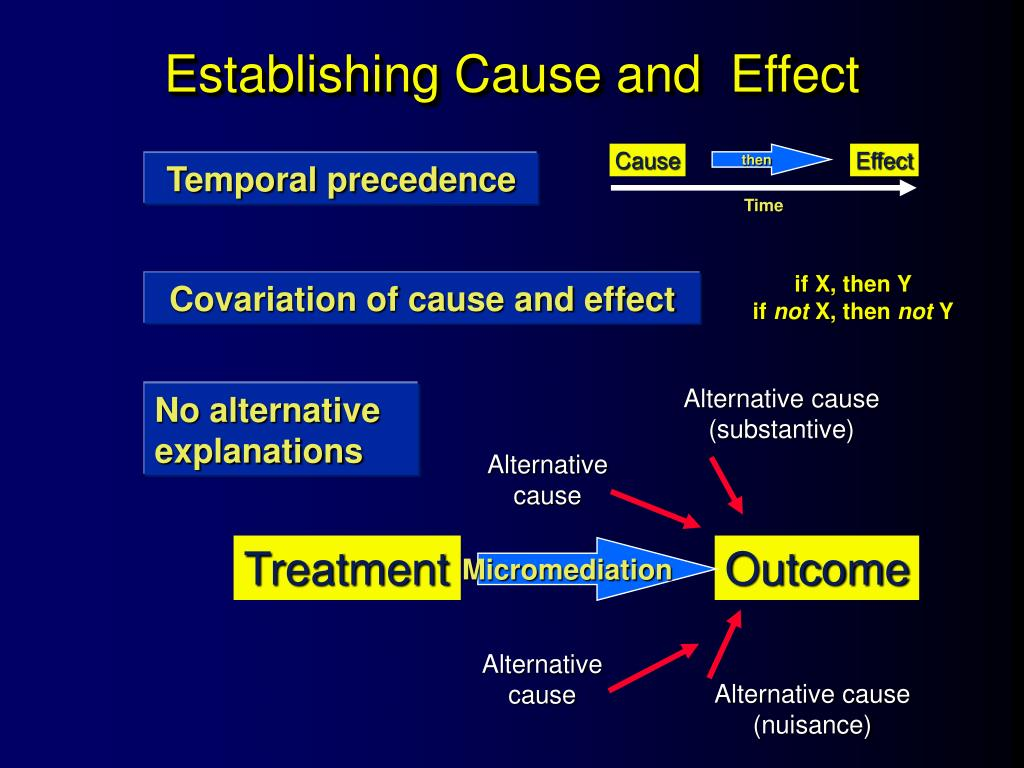 Establishing Cause and Effect
Temporal precedence
Cause
then
Effect
Time
Covariation of cause and effect
if X, then Y
if not X, then not Y
No alternative
explanations
Alternative cause
(substantive)
Alternative
cause
Treatment
Micromediation
Outcome
Alternative
cause
Alternative cause
(nuisance)